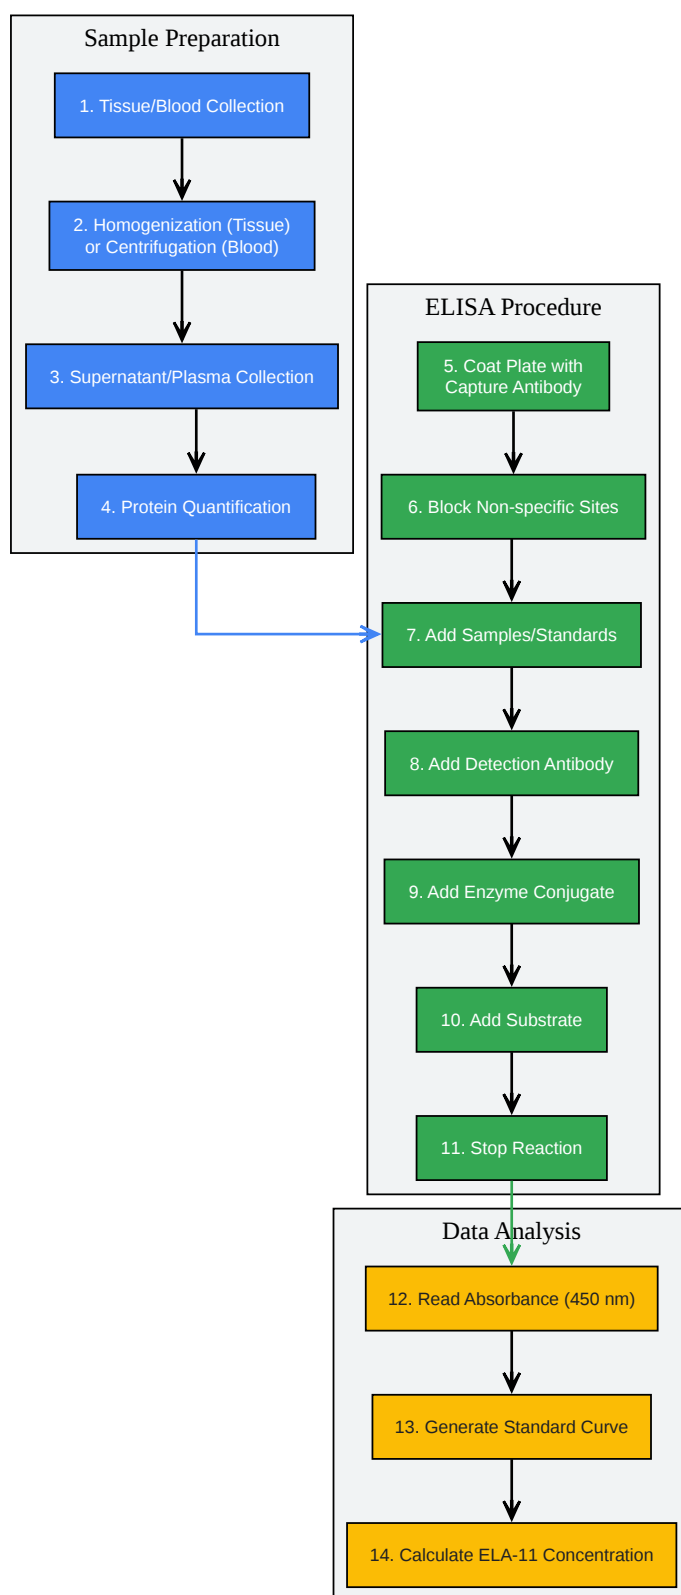 Sample Preparation
1. Tissue/Blood Collection
2. Homogenization (Tissue)
or Centrifugation (Blood)
3. Supernatant/Plasma Collection
4. Protein Quantification
ELISA Procedure
5. Coat Plate with
Capture Antibody
6. Block Non-specific Sites
7. Add Samples/Standards
8. Add Detection Antibody
9. Add Enzyme Conjugate
10. Add Substrate
11. Stop Reaction
Data Analysis
12. Read Absorbance (450 nm)
13. Generate Standard Curve
14. Calculate ELA-11 Concentration